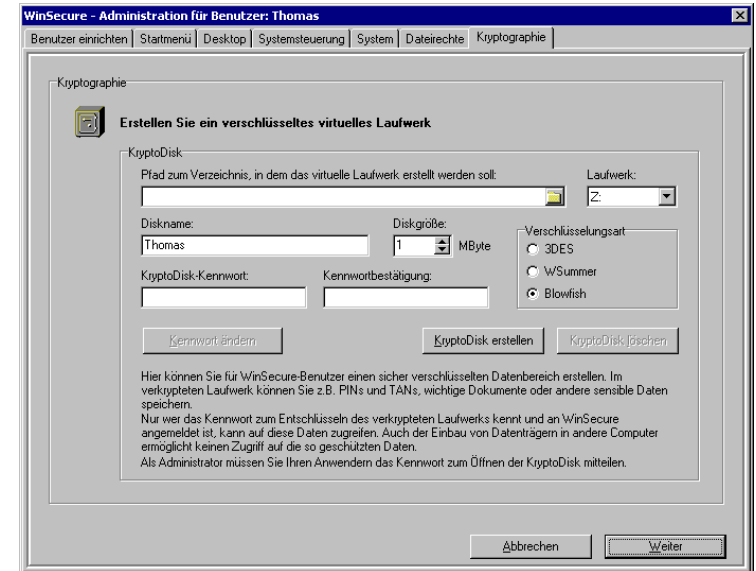 WinSecure - Administration für Benutzer: Thomas
Benutzer einrichten Startmenü Desktop Systemsteuerung System Dateirechte Kryptographie
Kryptographie
Erstellen Sie ein verschlüsseltes virtuelles Laufwerk
KryptoDisk
Pfad zum Verzeichnis, in dem das virtuelle Laufwerk erstellt werden soll: Laufwerk:
Z:
Diskname: Diskgröße: Verschlüsselungsart
Thomas 1 MByte 3DES
WSummer
KryptoDisk-Kennwort: Kennwortbestätigung:
Blowfish
Kennwort ändern KryptoDisk erstellen KryptoDisk löschen
Hier können Sie für WinSecure-Benutzer einen sicher verschlüsselten Datenbereich erstellen. Im
verkrypteten Laufwerk können Sie z.B. PINs und TANs, wichtige Dokumente oder andere sensible Daten
speichern.
Nur wer das Kennwort zum Entschlüsseln des verkrypteten Laufwerks kennt und an WinSecure
angemeldet ist, kann auf diese Daten zugreifen. Auch der Einbau von Datenträgern in andere Computer
ermöglicht keinen Zugriff auf die so geschützten Daten.
Als Administrator müssen Sie Ihren Anwendern das Kennwort zum Öffnen der KryptoDisk mitteilen.
Abbrechen Weiter